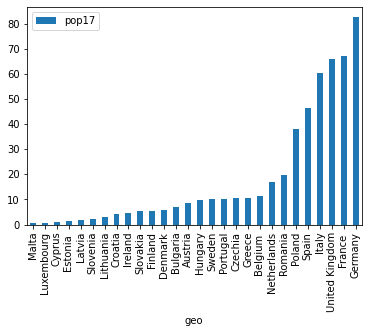 pop17
80
70
60
50
40
30
20
10
0
Malta
Luxembourg
Cyprus
Estonia
Latvia
Slovenia
Lithuania
Croatia
Ireland
Slovakia
Finland
Denmark
Bulgaria
Austria
Hungary
Sweden
Portugal
Czechia
Greece
Belgium
Netherlands
Romania
Poland
Spain
Italy
United Kingdom
France
Germany
geo